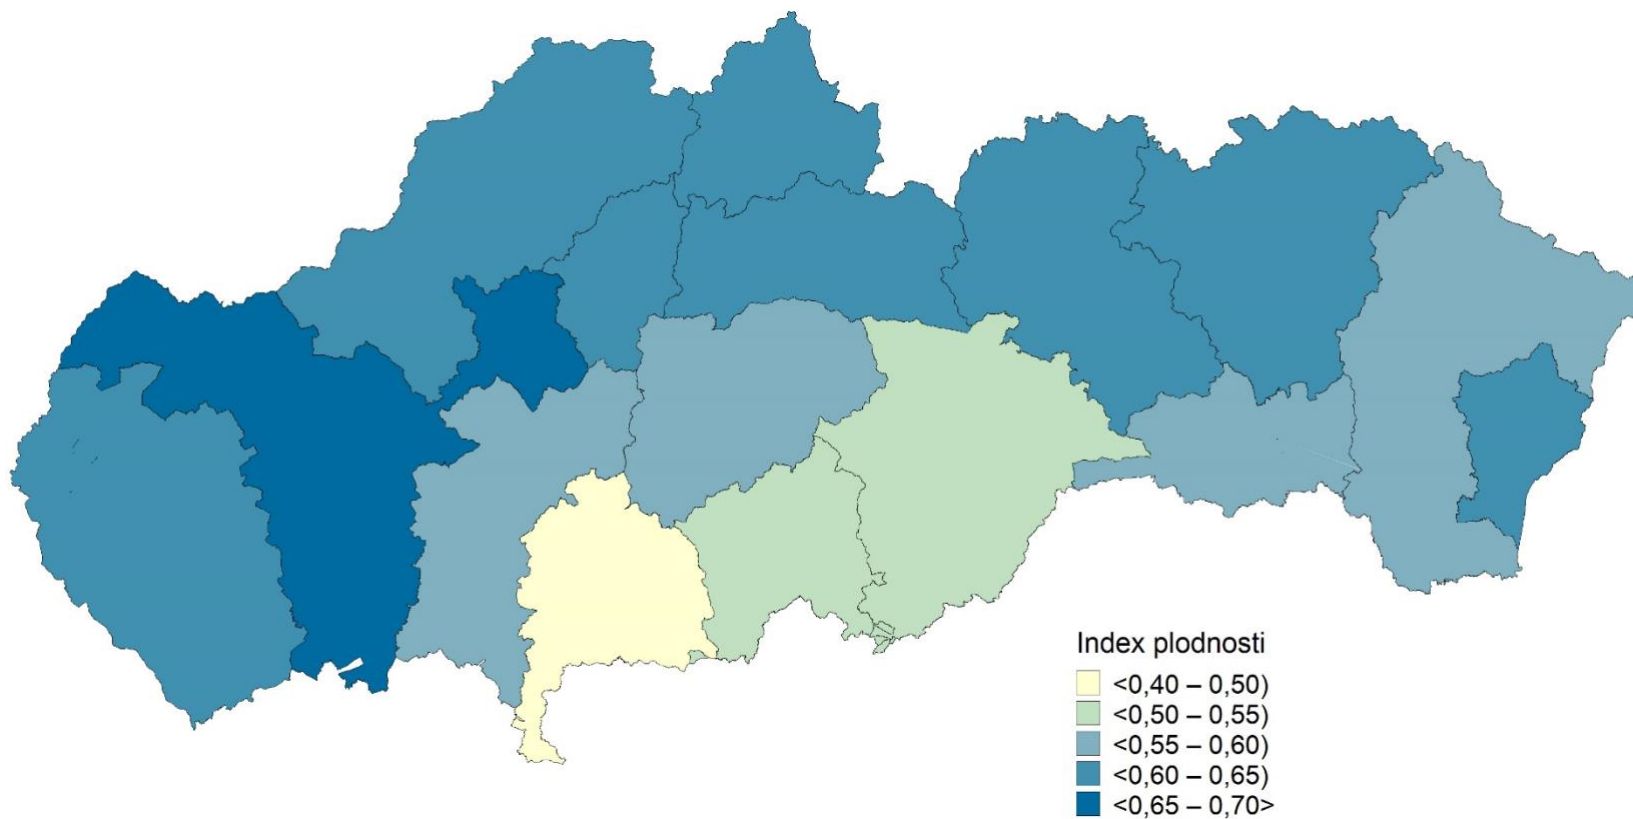 Index plodnosti
<0,40 – 0,50)
<0,50 – 0,55)
<0,55 – 0,60)
<0,60 – 0,65)
<0,65 – 0,70>